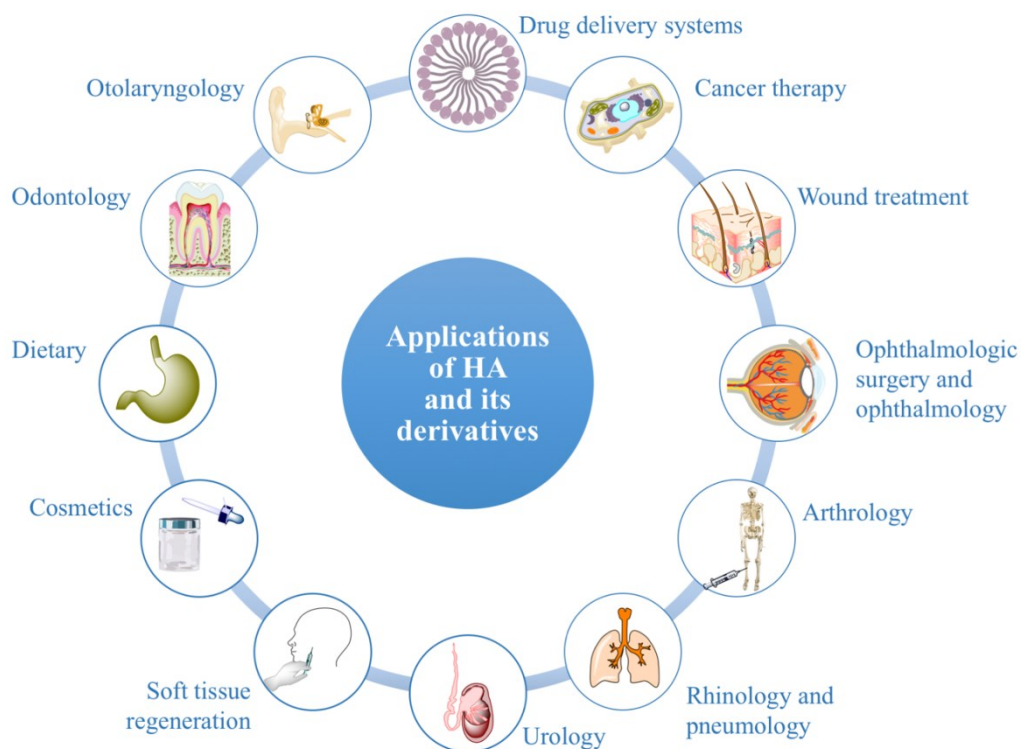 Drug delivery systems
Cancer therapy
Wound treatment
Ophthalmologic
surgery and
ophthalmology
Arthrology
Rhinology and
pneumology
Urology
Soft tissue
regeneration
Cosmetics
Dietary
Odontology
Otolaryngology
Applications
of HA
and its
derivatives